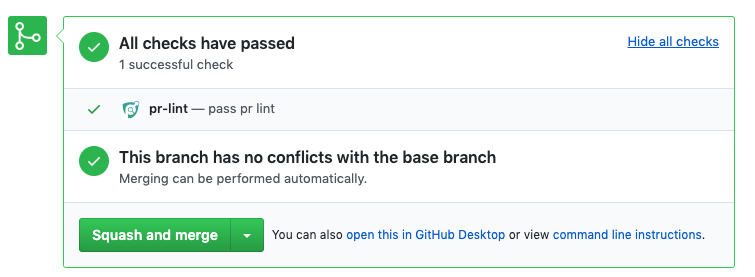 All checks have passed
Hide all checks
1 successful check
pr-lint — pass pr lint
This branch has no conflicts with the base branch
Merging can be performed automatically.
Squash and merge
You can also open this in GitHub Desktop or view command line instructions.